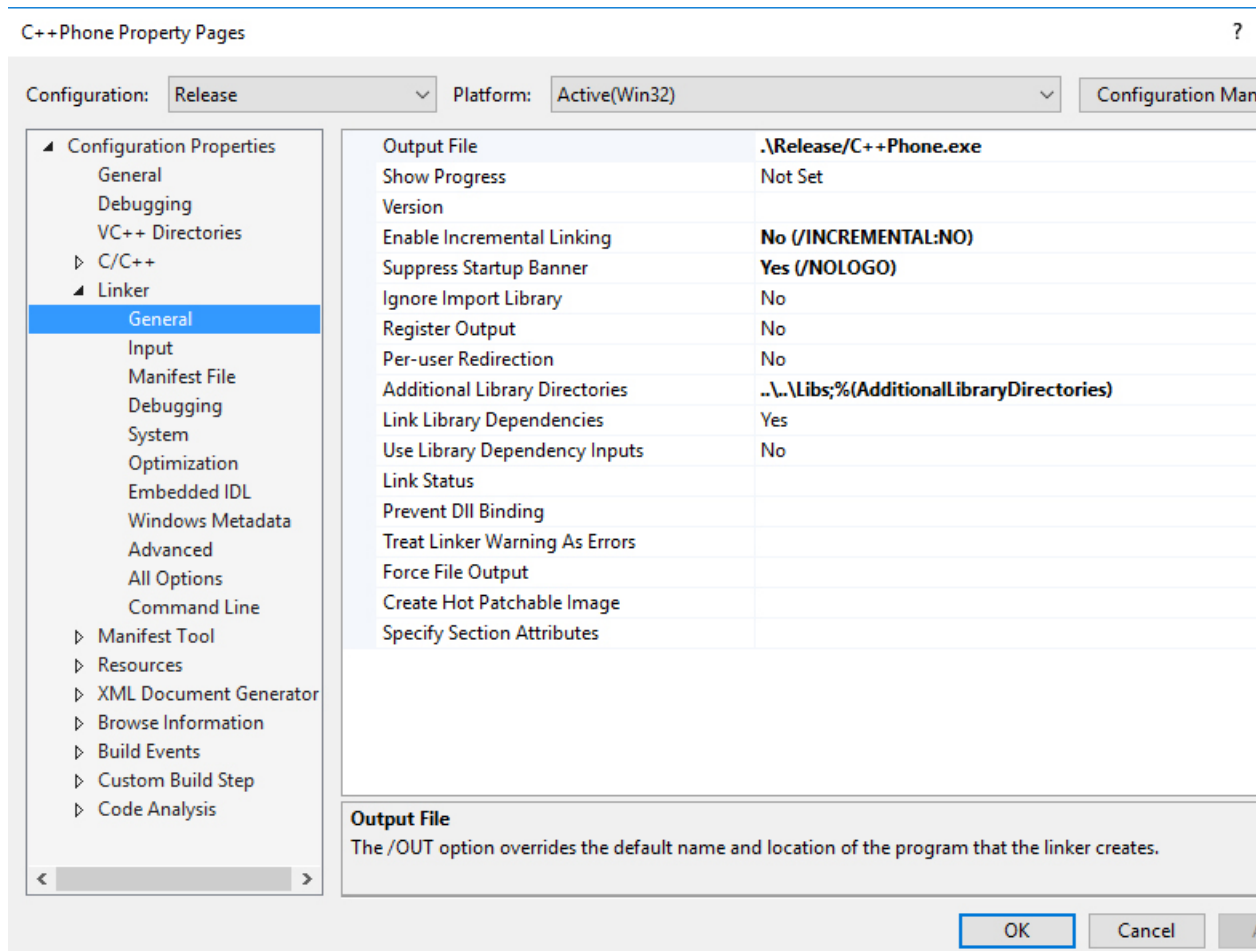 C++Phone Property Pages
?
Configuration: Release Platform: Active(Win32) Configuration Man
Configuration Properties
General
Debugging
VC++ Directories
C/C++
Linker
General
Input
Manifest File
Debugging
System
Optimization
Embedded IDL
Windows Metadata
Advanced
All Options
Command Line
Manifest Tool
Resources
XML Document Generator
Browse Information
Build Events
Custom Build Step
Code Analysis
Output File .\Release/C++Phone.exe
Show Progress Not Set
Version
Enable Incremental Linking No (/INCREMENTAL:NO)
Suppress Startup Banner Yes (/NOLOGO)
Ignore Import Library No
Register Output No
Per-user Redirection No
Additional Library Directories ..\..\Libs;%(AdditionalLibraryDirectories)
Link Library Dependencies Yes
Use Library Dependency Inputs No
Link Status
Prevent Dll Binding
Treat Linker Warning As Errors
Force File Output
Create Hot Patchable Image
Specify Section Attributes
Output File
The /OUT option overrides the default name and location of the program that the linker creates.
OK Cancel